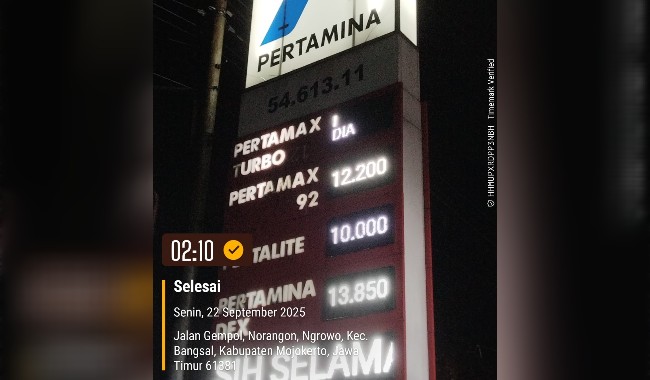 PERTAMINA
54.613.11
PERTAMAX
TURBO
DIA
PERTAMAX
92
12.200
TALITE
10.000
PERTAMINA
DEX
13.850
SIH SELAMA
02:10
Selesai
Senin, 22 September 2025
Jalan Gempol, Norangon, Ngrowo, Kec.
Bangsal, Kabupaten Mojokerto, Jawa
Timur 61381
Timemark Verified